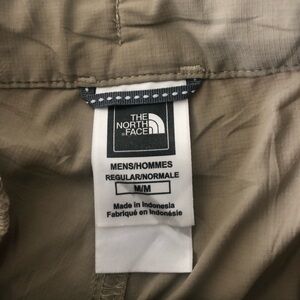 THE
NORTH
FACE
MENS/HOMMES
REGULAR/NORMALE
M/M
Made in Indonesia
Fabriqué en Indonésie